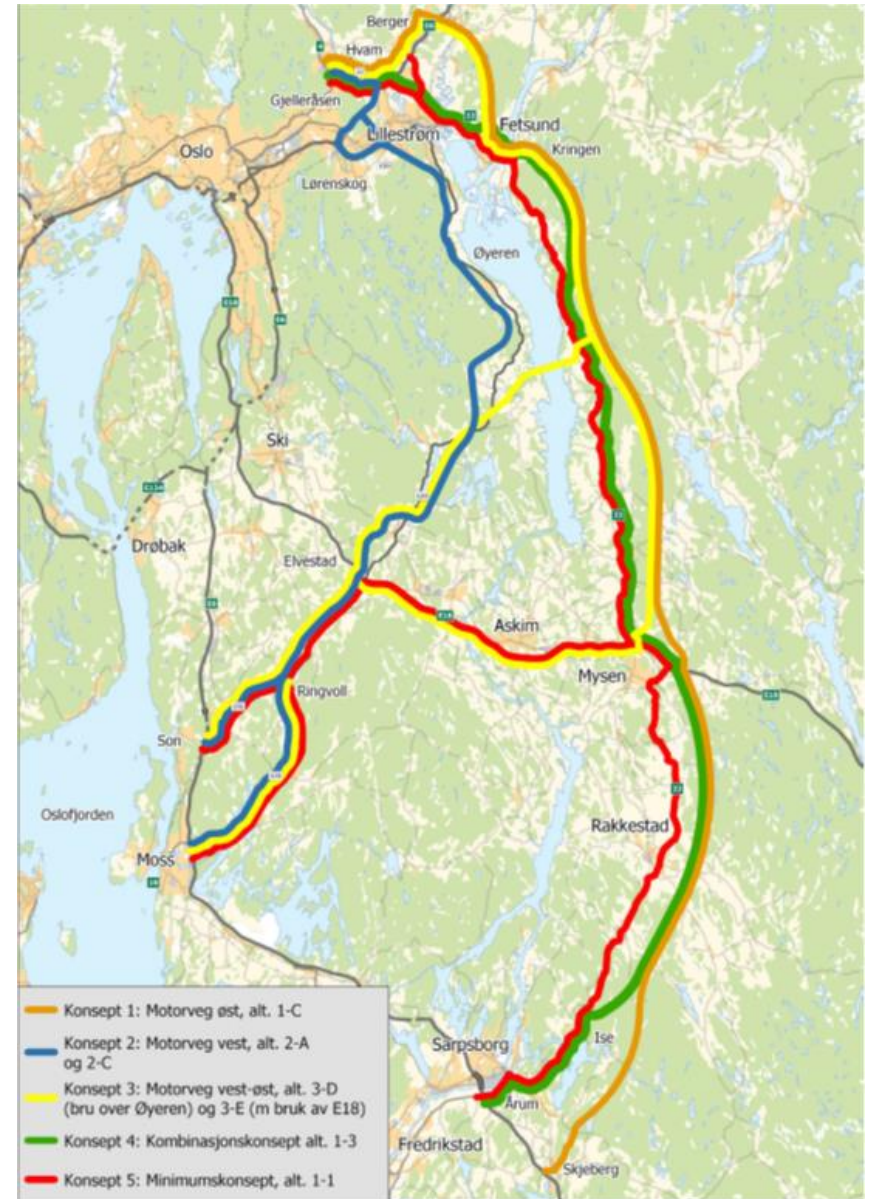 Berger
Hvam
Gjelleråsen
Fetsund
Lillestrøm
Kringen
Oslo
Lørenskog
Øyeren
Ski
Drøbak
Elvestad
Askim
Mysen
Ringvoll
Son
Oslofjorden
Rakkestad
Moss
Ise
Sarpsborg
Årum
Fredrikstad
Skjeberg
E6
E18
22
Konsept 1: Motorveg øst, alt. 1-C
Konsept 2: Motorveg vest, alt. 2-A
og 2-C
Konsept 3: Motorveg vest-øst, alt. 3-D
(bru over Øyeren) og 3-E (m bruk av E18)
Konsept 4: Kombinasjonskonsept alt. 1-3
Konsept 5: Minimumskonsept, alt. 1-1